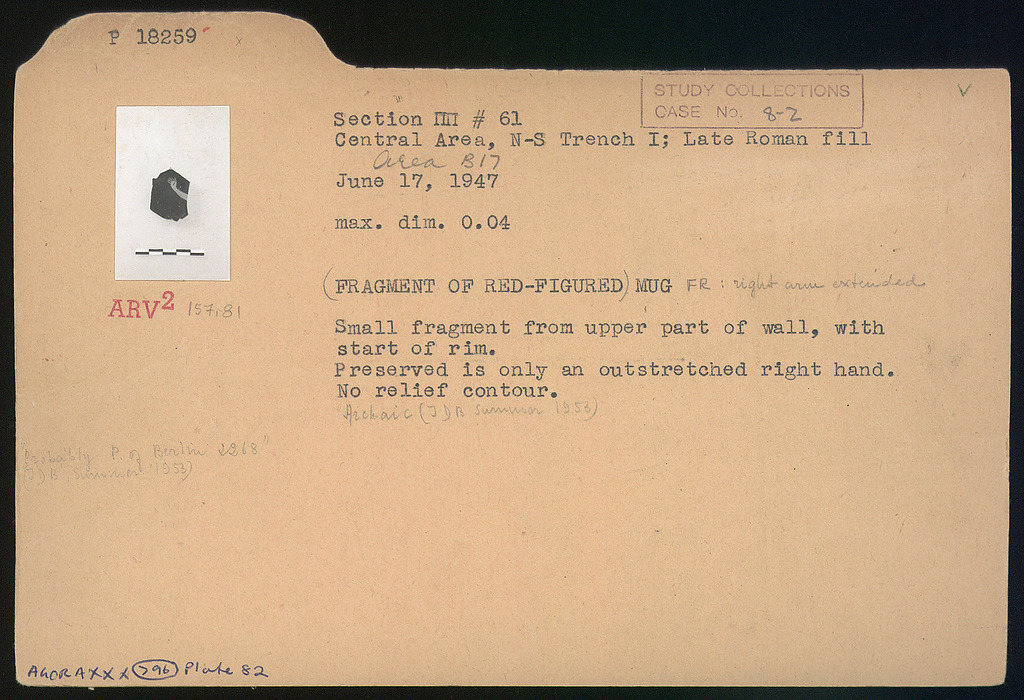 P 18259
STUDY COLLECTIONS
CASE No. 8-2
Section ΠΠ # 61
Central Area, N-S Trench I; Late Roman fill
Area B17
June 17, 1947
max. dim. 0.04
(FRAGMENT OF RED-FIGURED) MUG FR : right arm extended
ARV² 157,81
Small fragment from upper part of wall, with
start of rim.
Preserved is only an outstretched right hand.
No relief contour.
Archaic (JDB Summer 1953)
Probably P. of Berlin 2268"
(JDB, Summer 1953)
AGORA XXX 796 Plate 82